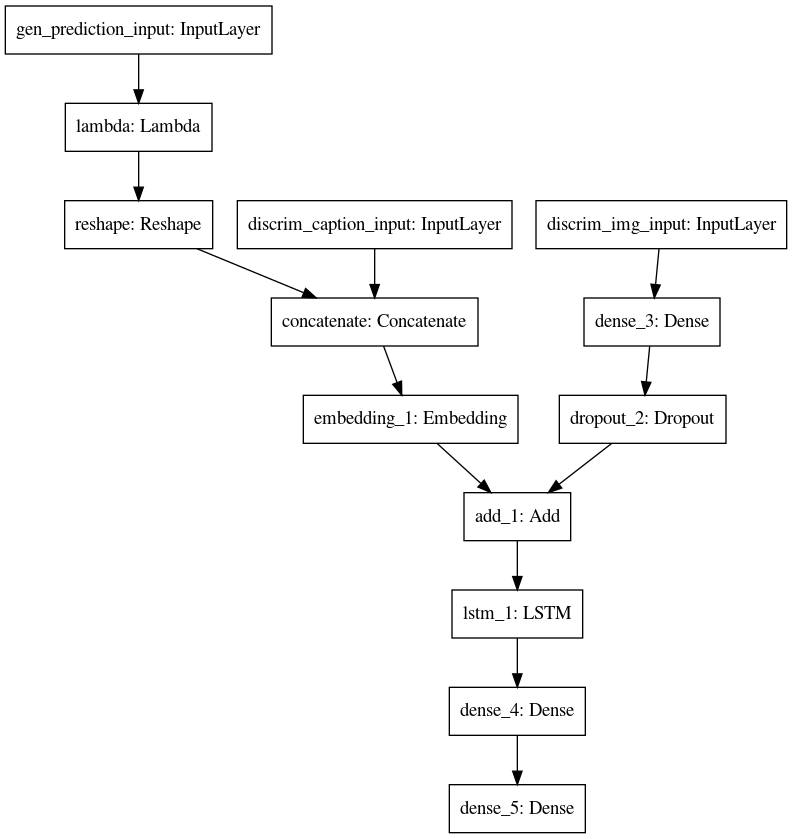 gen_prediction_input: InputLayer
lambda: Lambda
reshape: Reshape
discrim_caption_input: InputLayer
discrim_img_input: InputLayer
concatenate: Concatenate
dense_3: Dense
embedding_1: Embedding
dropout_2: Dropout
add_1: Add
lstm_1: LSTM
dense_4: Dense
dense_5: Dense